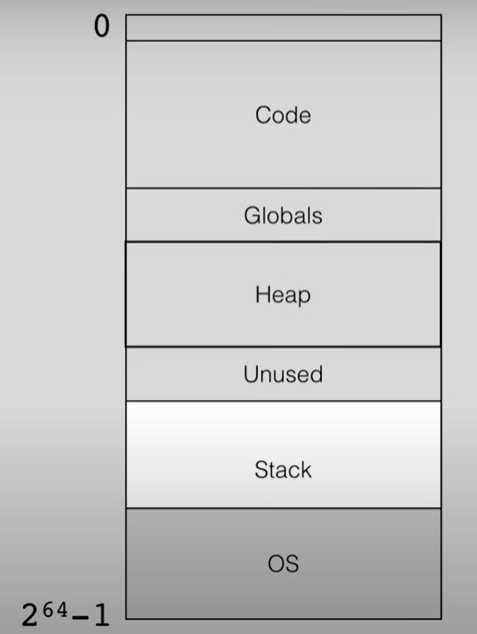 0
Code
Globals
Heap
Unused
Stack
OS
2⁶⁴–1